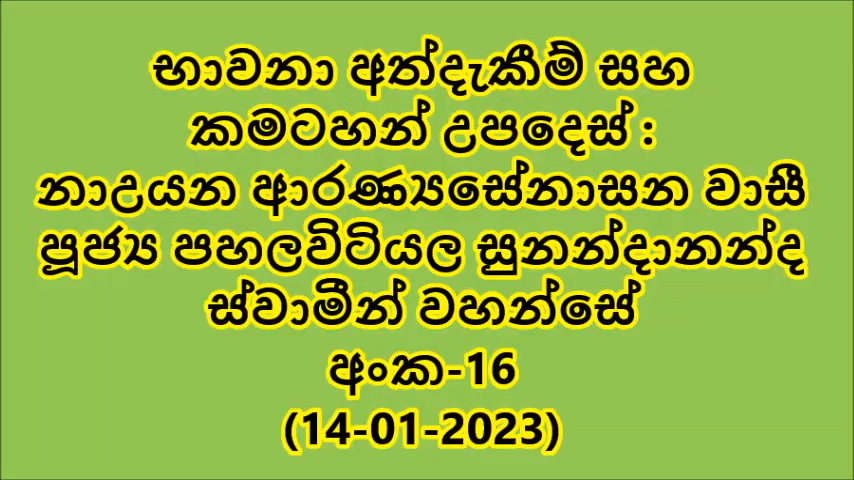 භාවනා අත්දැකීම් සහ
කමටහන් උපදෙස් :
නාඋයන ආරණ්‍යසේනාසන වාසී
පූජ්‍ය පහලවිටියල සුනන්දානන්ද
ස්වාමීන් වහන්සේ
අංක-16
(14-01-2023)